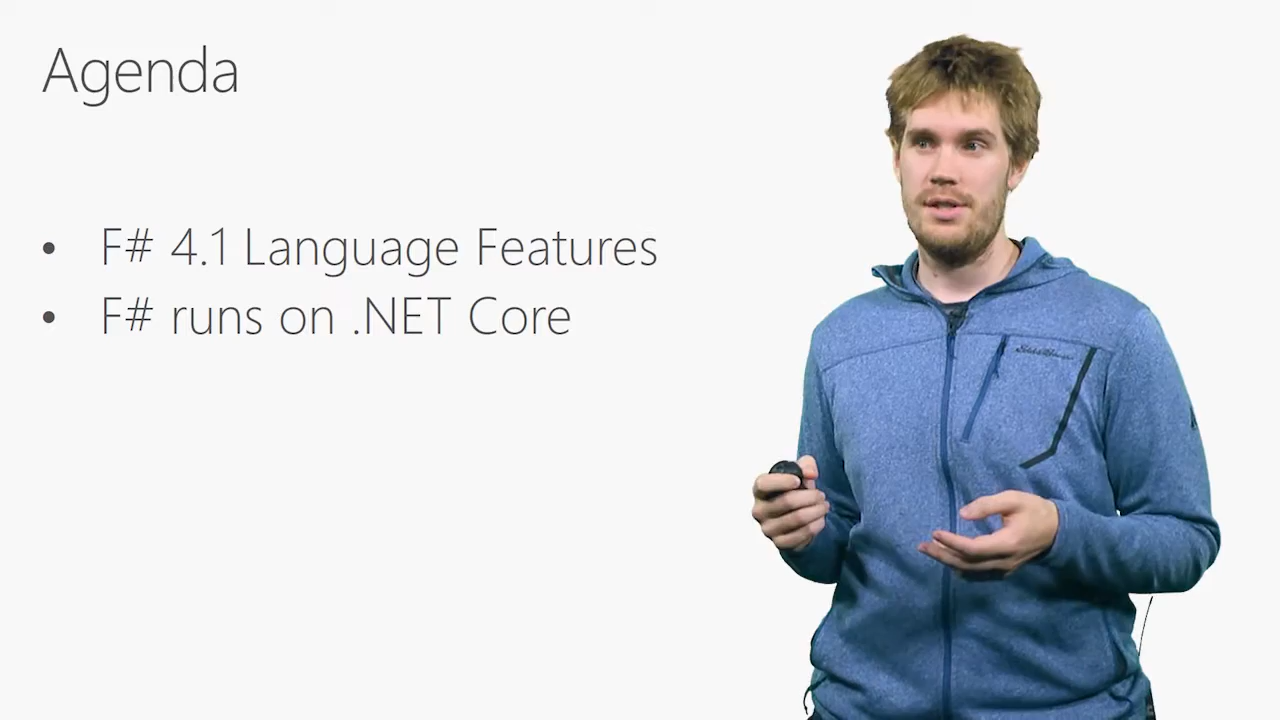 Agenda
• F# 4.1 Language Features
• F# runs on .NET Core